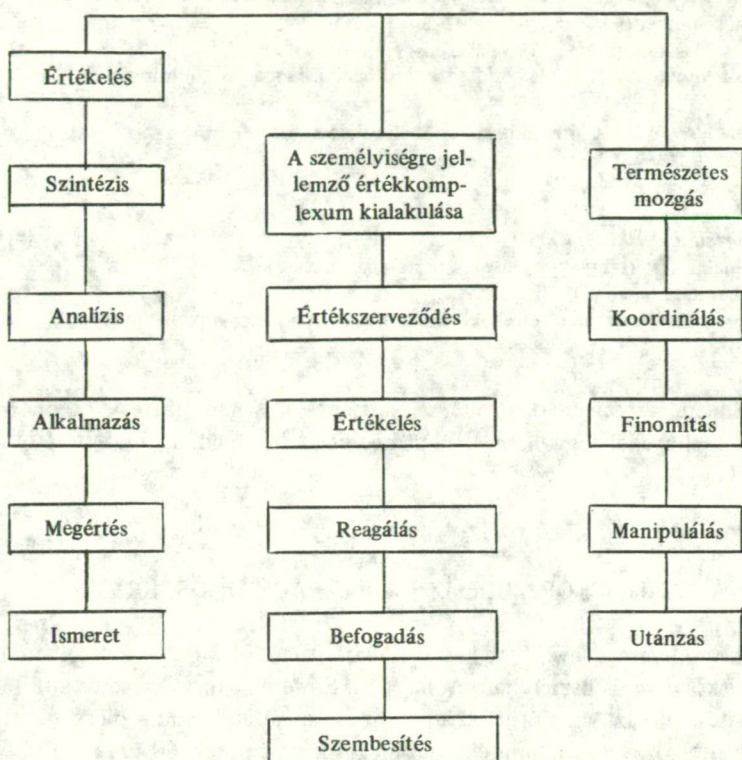 Értékelés
Szintézis
Analízis
Alkalmazás
Megértés
Ismeret
A személyiségre jel-
lemző értékkomp-
lexum kialakulása
Értékszerveződés
Értékelés
Reagálás
Befogadás
Szembesítés
Természetes
mozgás
Koordinálás
Finomítás
Manipulálás
Utánzás